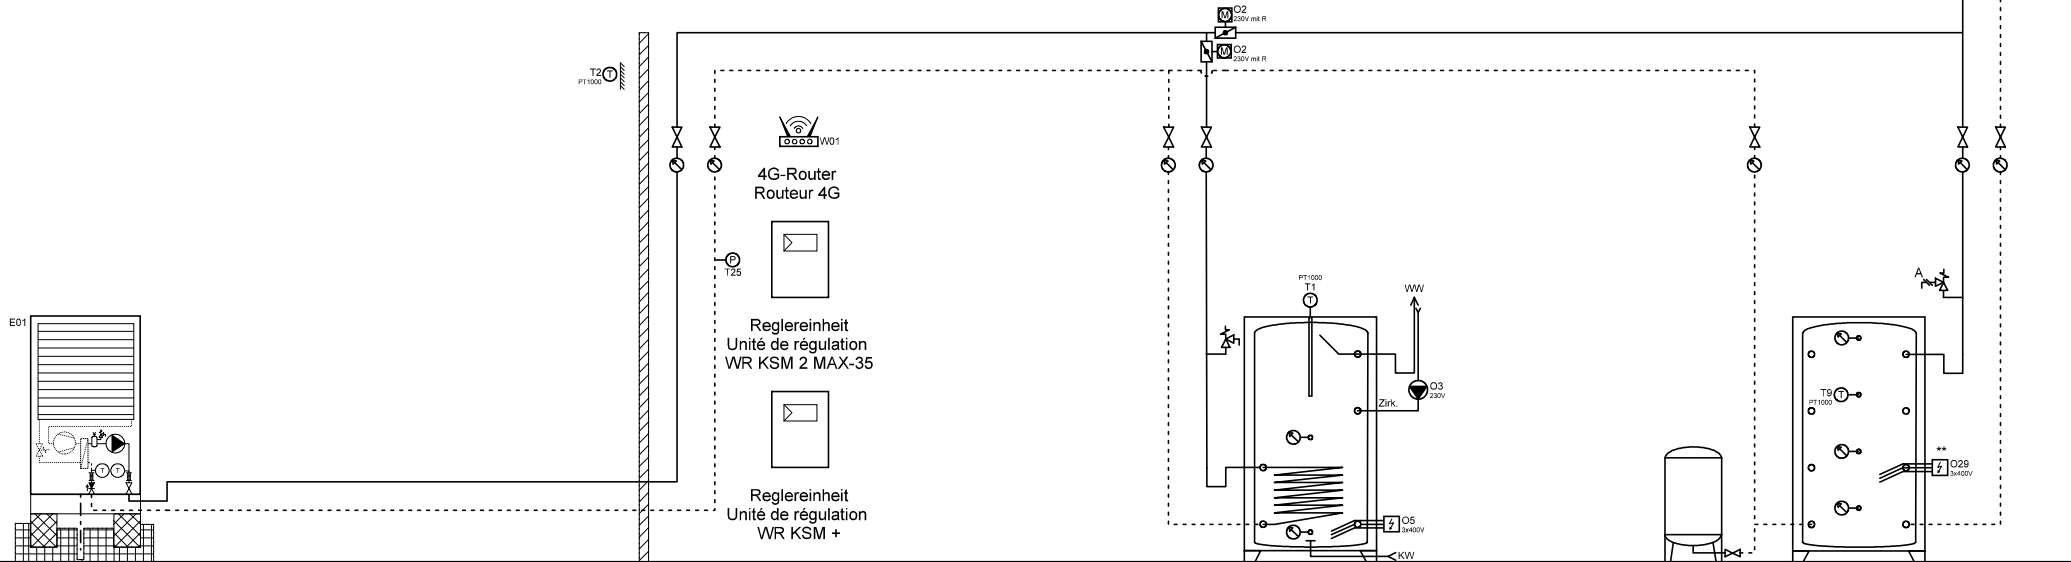 M
O2
230V mit R
M
O2
230V mit R
T2
PT1000
T
W01
4G-Router
Routeur 4G
P
T25
A
PT1000
T1
T
WW
E01
Reglereinheit
Unité de régulation
WR KSM 2 MAX-35
O3
230V
Zirk.
T9
PT1000
T
**
O29
3x400V
T
T
Reglereinheit
Unité de régulation
WR KSM +
O5
3x400V
KW